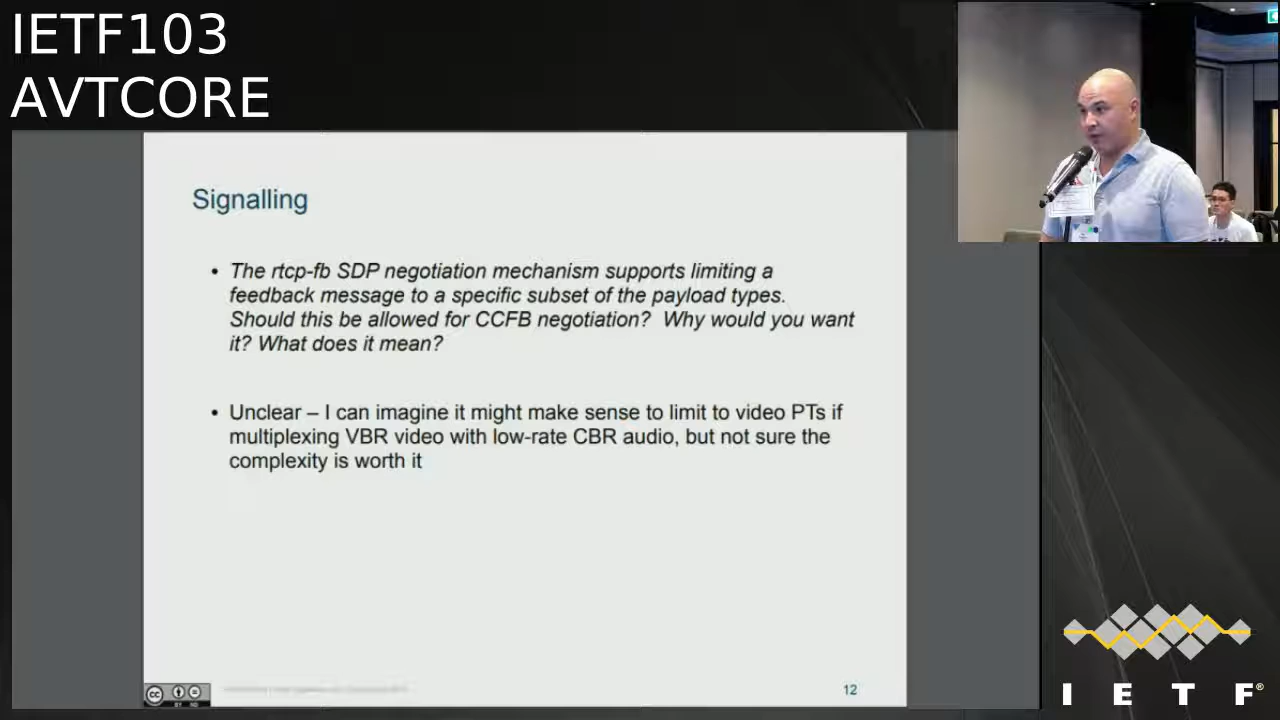 IETF103
AVTCORE
Signalling
• The rtcp-fb SDP negotiation mechanism supports limiting a
feedback message to a specific subset of the payload types.
Should this be allowed for CCFB negotiation?  Why would you want
it? What does it mean?
• Unclear – I can imagine it might make sense to limit to video PTs if
multiplexing VBR video with low-rate CBR audio, but not sure the
complexity is worth it
cc
BY ND
12
I E T F®